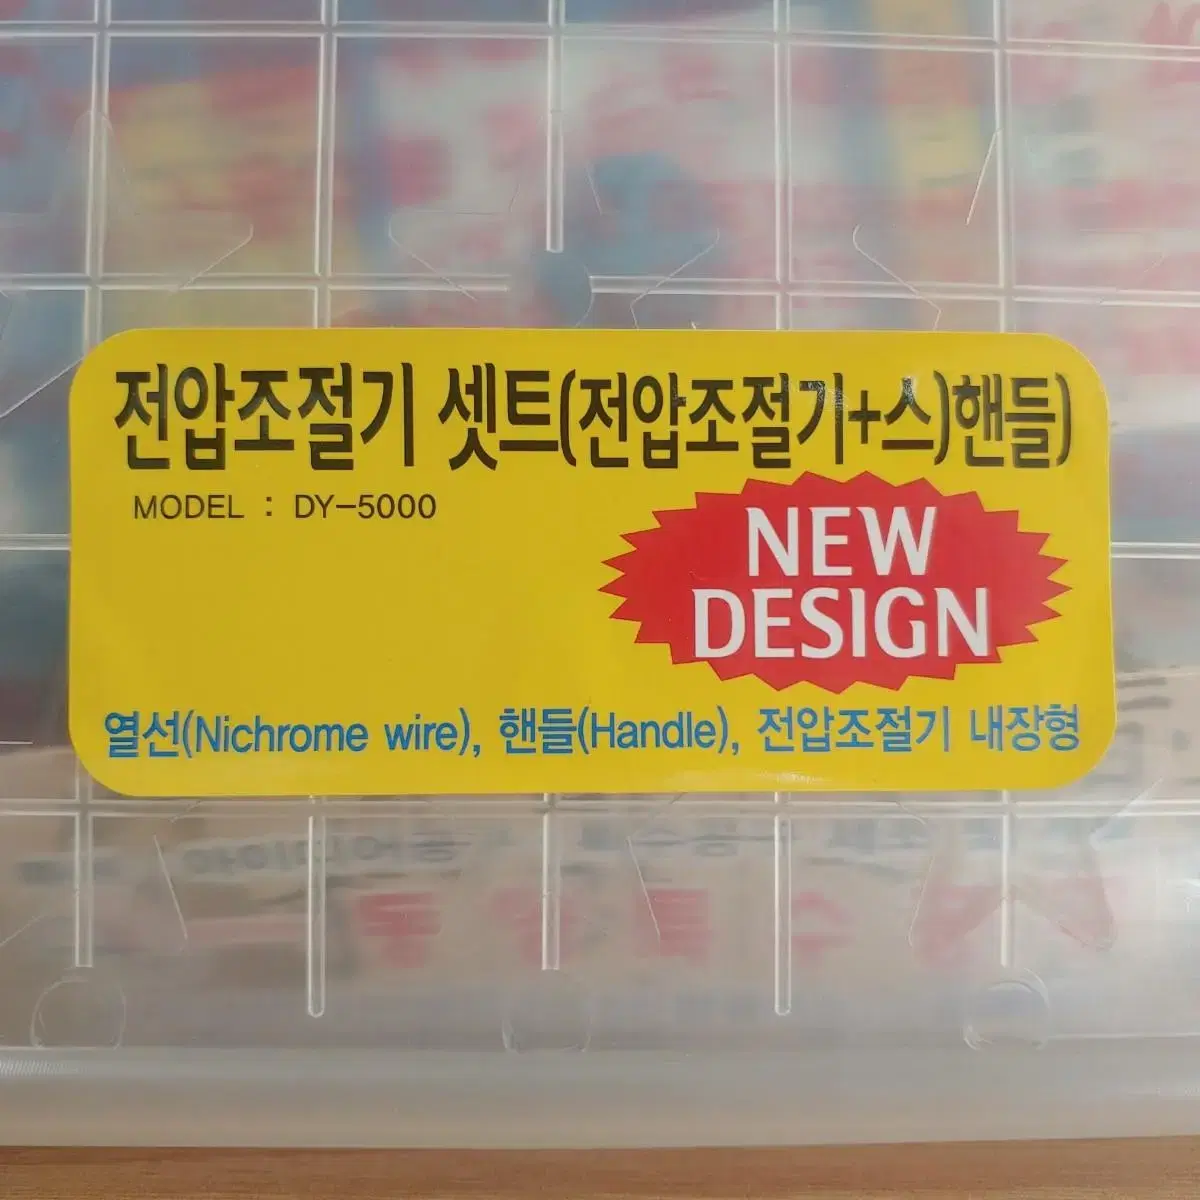 전압조절기 셋트(전압조절기+스)핸들)
MODEL : DY-5000
NEW
DESIGN
열선(Nichrome wire), 핸들(Handle), 전압조절기 내장형